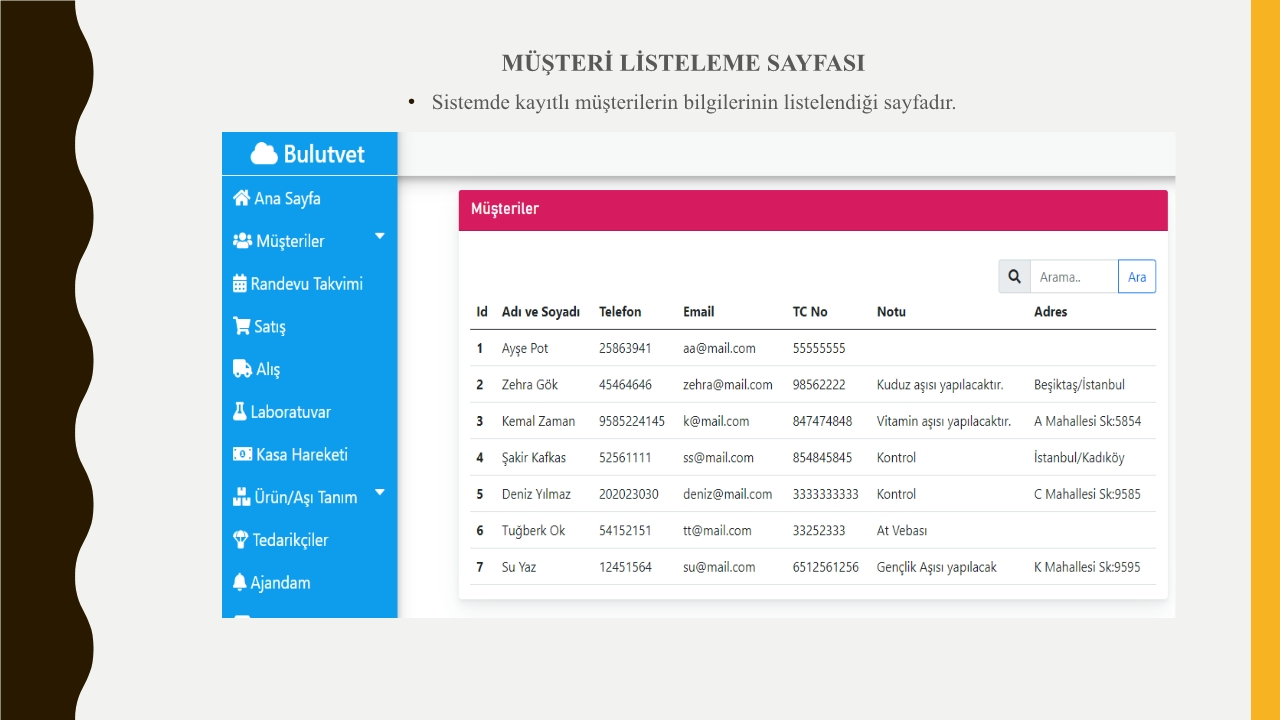 MÜŞTERİ LİSTELEME SAYFASI
• Sistemde kayıtlı müşterilerin bilgilerinin listelendiği sayfadır.
Bulutvet
Ana Sayfa
Müşteriler
Randevu Takvimi
Satış
Alış
Laboratuvar
Kasa Hareketi
Ürün/Aşı Tanım
Tedarikçiler
Ajandam
Müşteriler
Arama.. Ara
Id Adı ve Soyadı Telefon Email TC No Notu Adres
1 Ayşe Pot 25863941 aa@mail.com 55555555
2 Zehra Gök 45464646 zehra@mail.com 98562222 Kuduz aşısı yapılacaktır. Beşiktaş/İstanbul
3 Kemal Zaman 9585224145 k@mail.com 847474848 Vitamin aşısı yapılacaktır. A Mahallesi Sk:5854
4 Şakir Kafkas 52561111 ss@mail.com 854845845 Kontrol İstanbul/Kadıköy
5 Deniz Yılmaz 202023030 deniz@mail.com 3333333333 Kontrol C Mahallesi Sk:9585
6 Tuğberk Ok 54152151 tt@mail.com 33252333 At Vebası
7 Su Yaz 12451564 su@mail.com 6512561256 Gençlik Aşısı yapılacak K Mahallesi Sk:9595